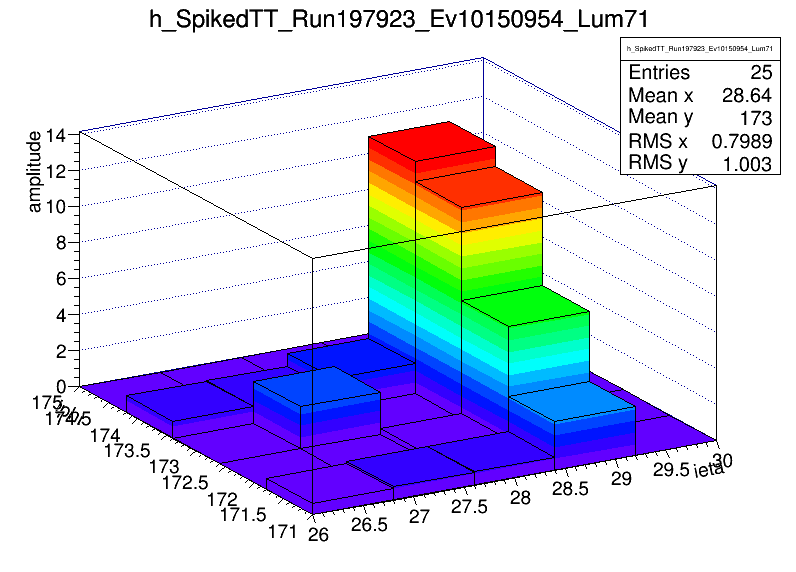 h_SpikedTT_Run197923_Ev10150954_Lum71
h_SpikedTT_Run197923_Ev10150954_Lum71
Entries 25
Mean x 28.64
Mean y 173
RMS x 0.7989
RMS y 1.003
amplitude
14
12
10
8
6
4
2
0
175
174.5
174
173.5
173
172.5
172
171.5
171
26
26.5
27
27.5
28
28.5
29
29.5
30
ieta